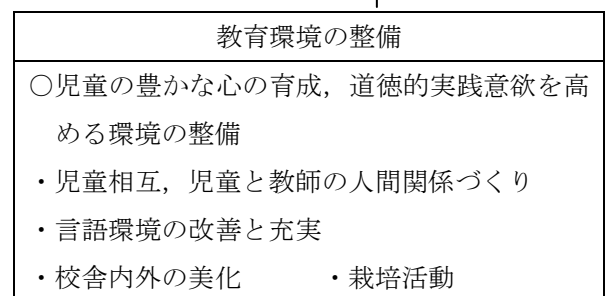 教育環境の整備
○児童の豊かな心の育成，道徳的実践意欲を高
める環境の整備
・児童相互，児童と教師の人間関係づくり
・言語環境の改善と充実
・校舎内外の美化　　　・栽培活動